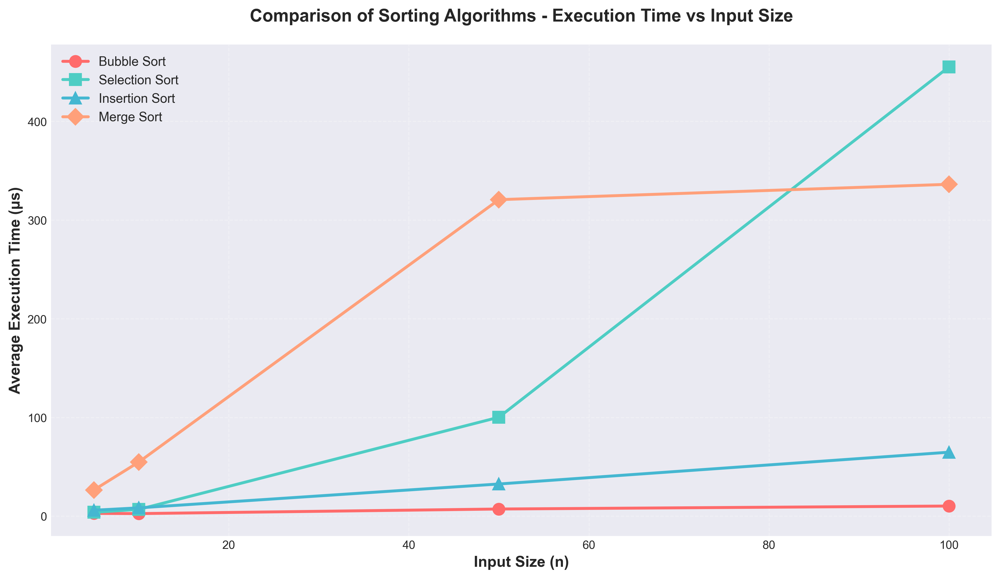 Comparison of Sorting Algorithms - Execution Time vs Input Size
Bubble Sort
Selection Sort
Insertion Sort
Merge Sort
Average Execution Time (µs)
400
300
200
100
0
20
40
60
80
100
Input Size (n)